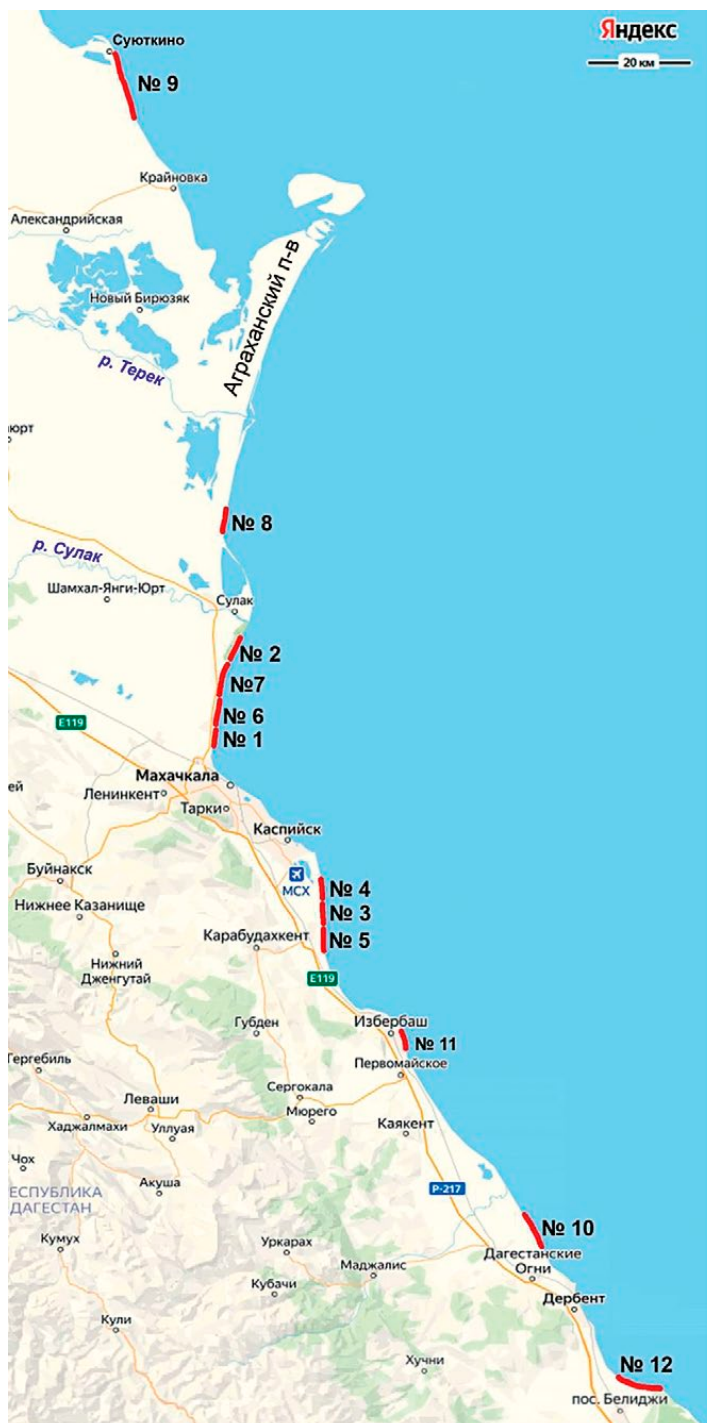 Яндекс
20 км
Суюткино
№ 9
Крайновка
Александрийская
Новый Бирюзяк
Аграханский п-в
р. Терек
юрт
№ 8
р. Сулак
Шамхал-Янги-Юрт
Сулак
№ 2
№7
№ 6
Е119
№ 1
Махачкала
ей
Ленинкент
Тарки
Каспийск
Буйнакск
МСХ
№ 4
Нижнее Казанище
№ 3
Карабудахкент
№ 5
Нижний
Дженгутай
Е119
Губден
Избербаш
№ 11
Гергебиль
Первомайское
Сергокала
Леваши
Мюрего
Хаджалмахи
Уллуая
Каякент
Чох
Акуша
ЕСПУБЛИКА
ДАГЕСТАН
Р-217
№ 10
Кумух
Уркарах
Дагестанские
Огни
Маджалис
Кубачи
Дербент
Кули
Хучни
№ 12
пос. Белиджи